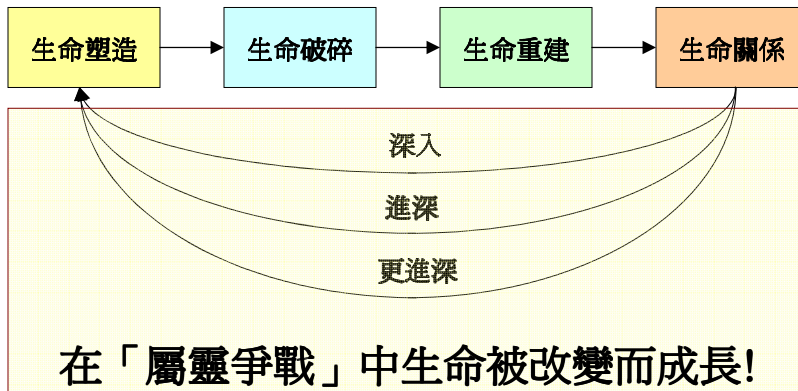 生命塑造 生命破碎 生命重建 生命關係
深入
進深
更進深
在「屬靈爭戰」中生命被改變而成長!